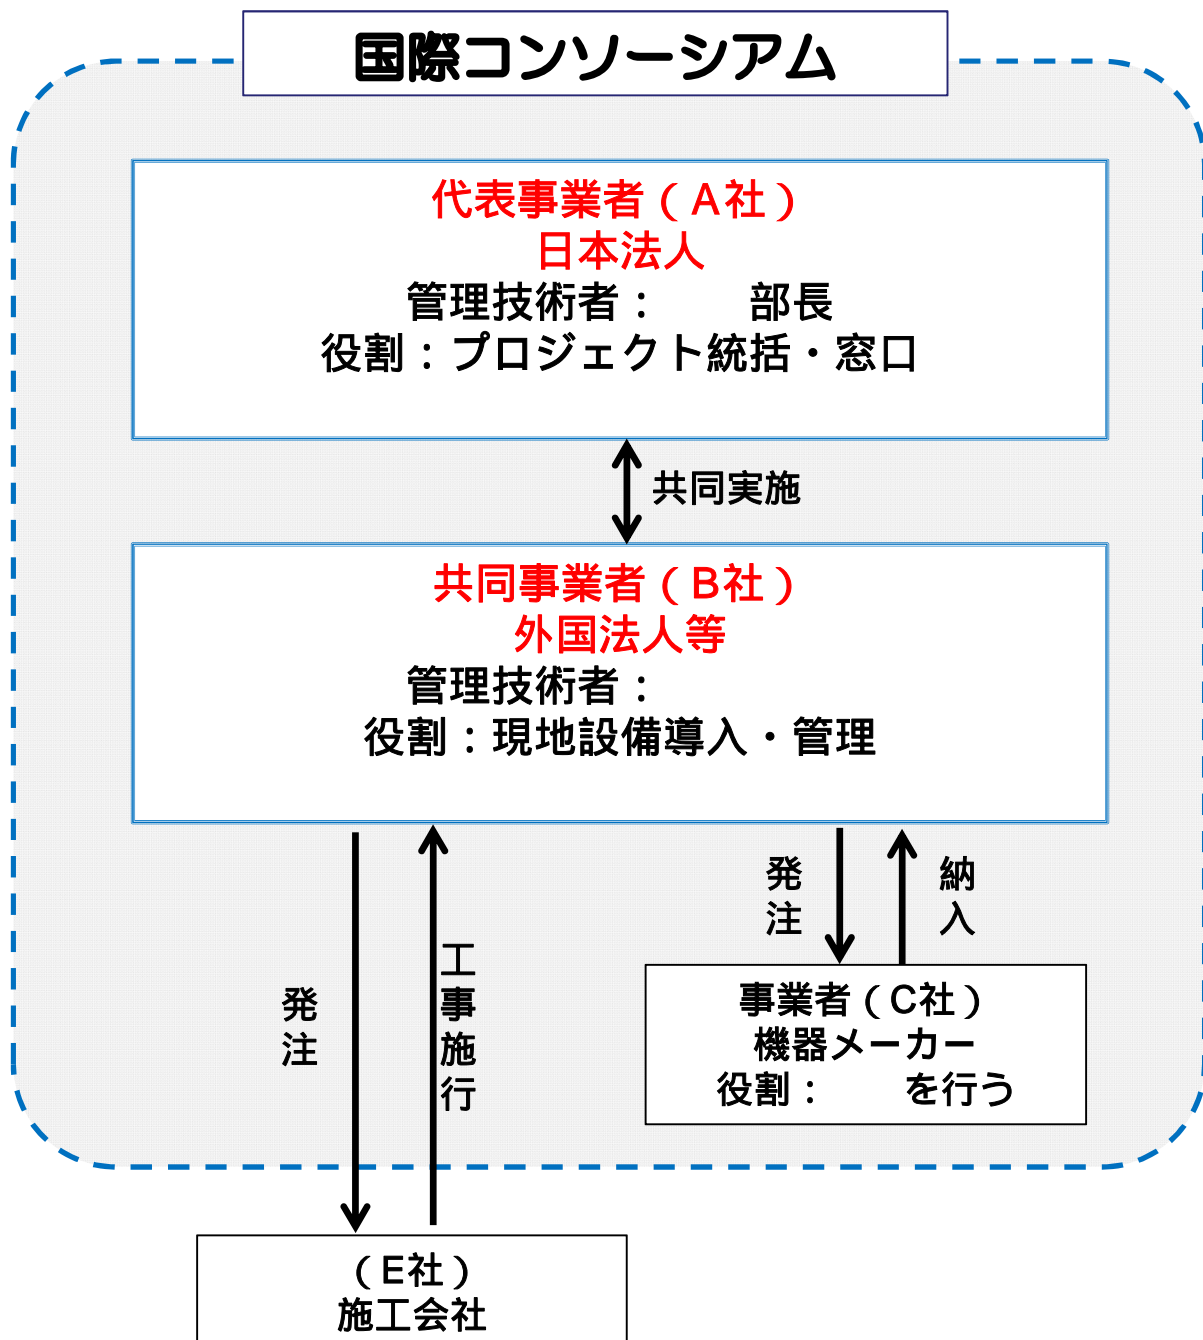 国際コンソーシアム
代表事業者（A社）
日本法人
管理技術者：　　部長
役割：プロジェクト統括・窓口
共同実施
共同事業者（B社）
外国法人等
管理技術者：
役割：現地設備導入・管理
発注
工事施行
発注
納入
事業者（C社）
機器メーカー
役割：　　を行う
（E社）
施工会社